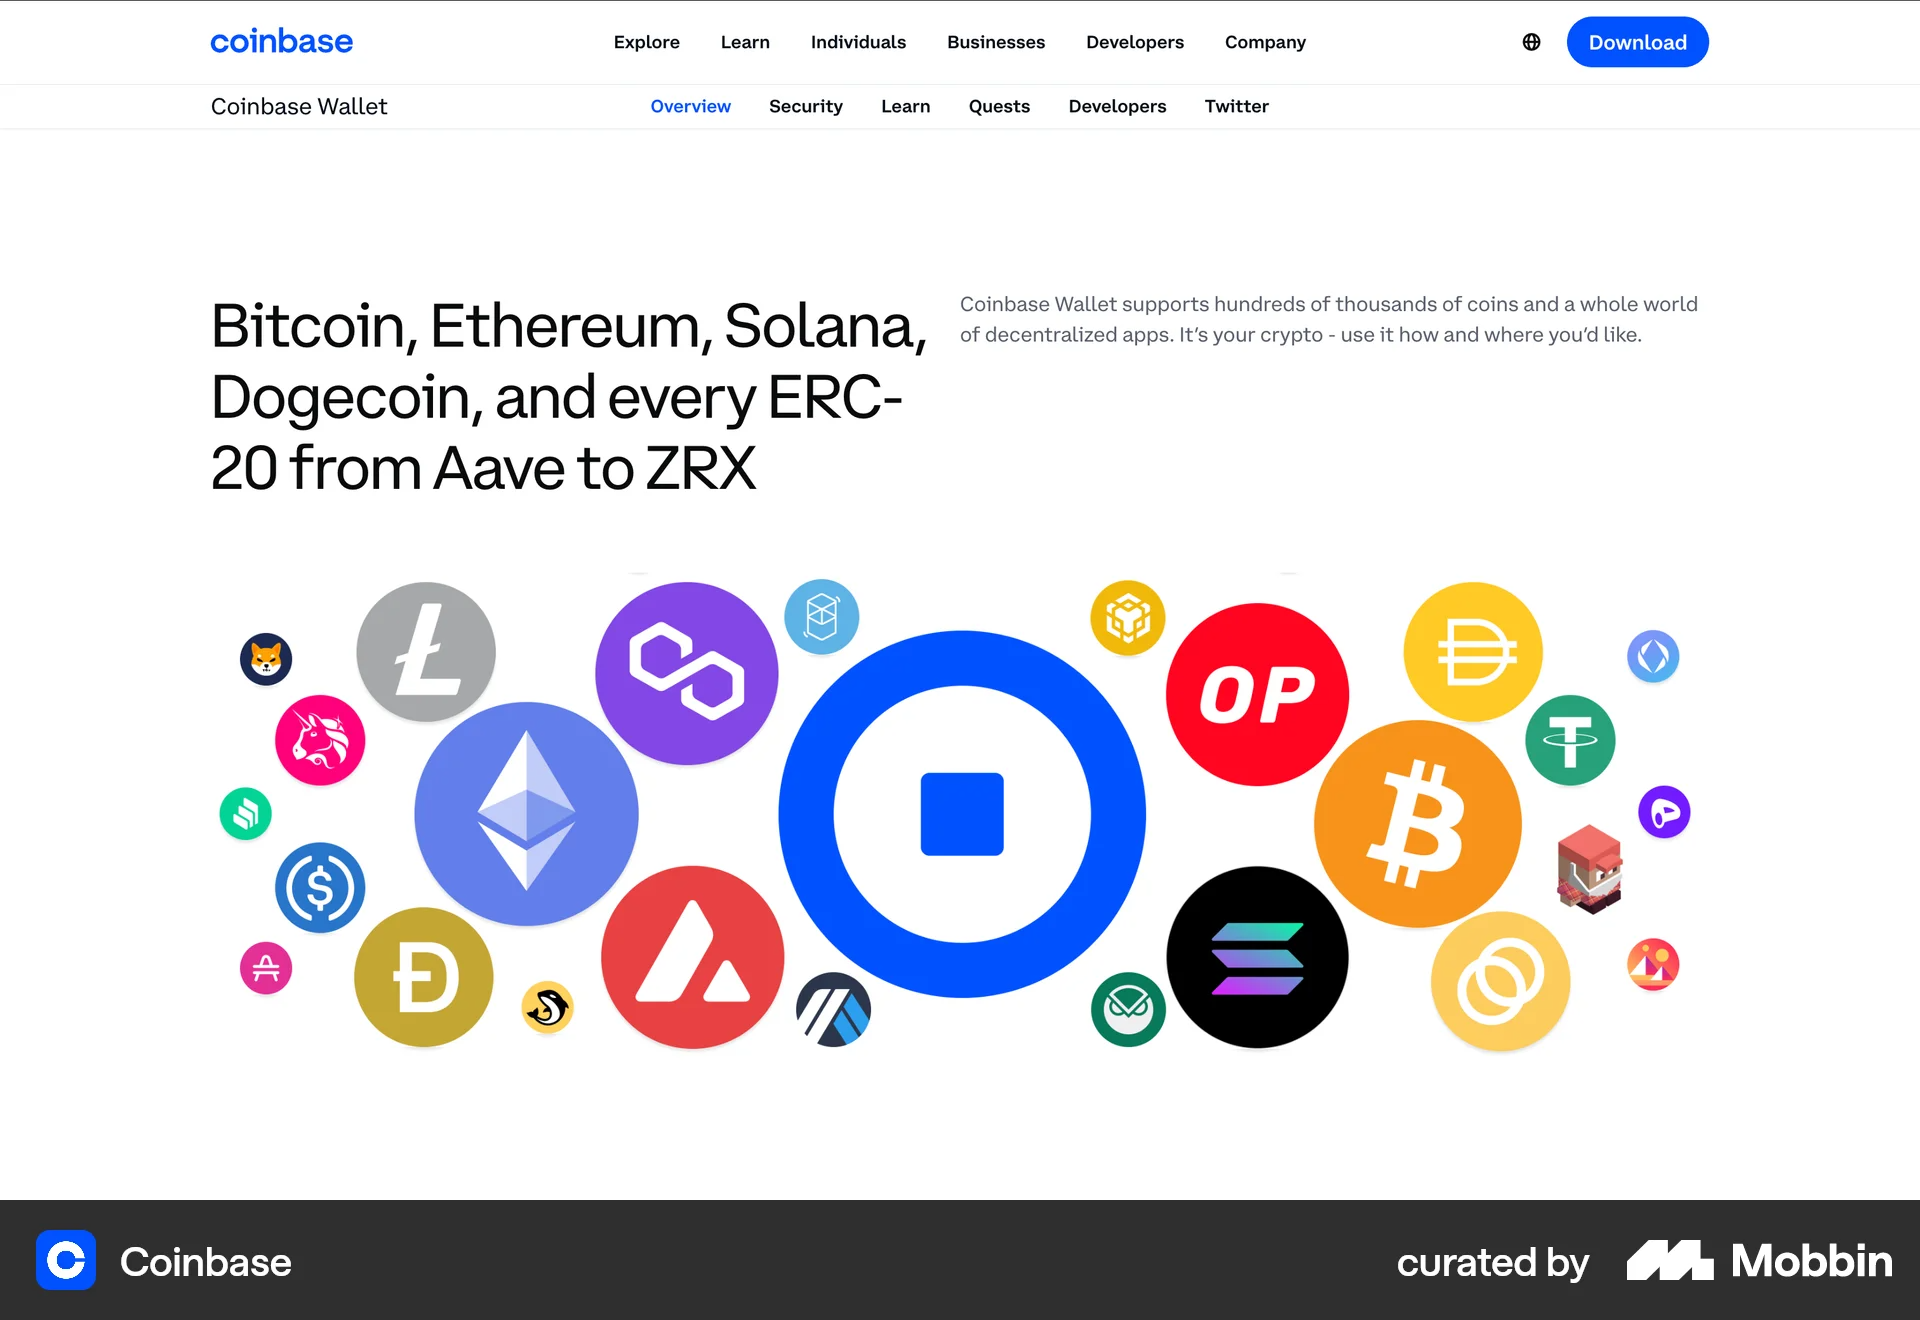 coinbase
Explore Learn Individuals Businesses Developers Company
Download
Coinbase Wallet
Overview Security Learn Quests Developers Twitter
Bitcoin, Ethereum, Solana,
Dogecoin, and every ERC-
20 from Aave to ZRX
Coinbase Wallet supports hundreds of thousands of coins and a whole world
of decentralized apps. It’s your crypto - use it how and where you’d like.
OP
Coinbase
curated by Mobbin